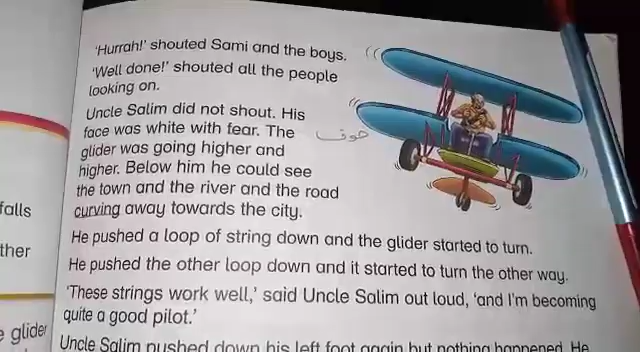 'Hurrah!' shouted Sami and the boys.
'Well done!' shouted all the people
looking on.
Uncle Salim did not shout. His
face was white with fear. The
خوف
glider was going higher and
higher. Below him he could see
the town and the river and the road
curving away towards the city.
He pushed a loop of string down and the glider started to turn.
He pushed the other loop down and it started to turn the other way.
'These strings work well,' said Uncle Salim out loud, 'and I'm becoming
quite a good pilot.'
Uncle Salim pushed down his left foot again but nothing happened. He
falls
ther
glider